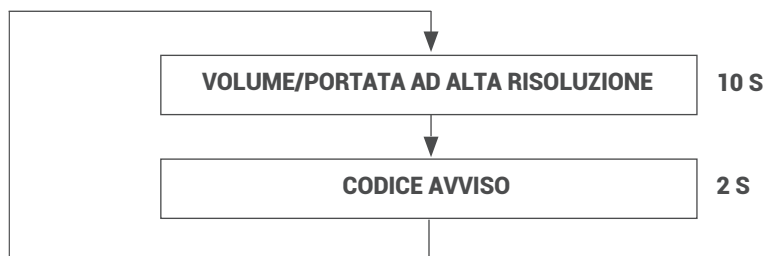 VOLUME/PORTATA AD ALTA RISOLUZIONE 10 S
CODICE AVVISO 2 S